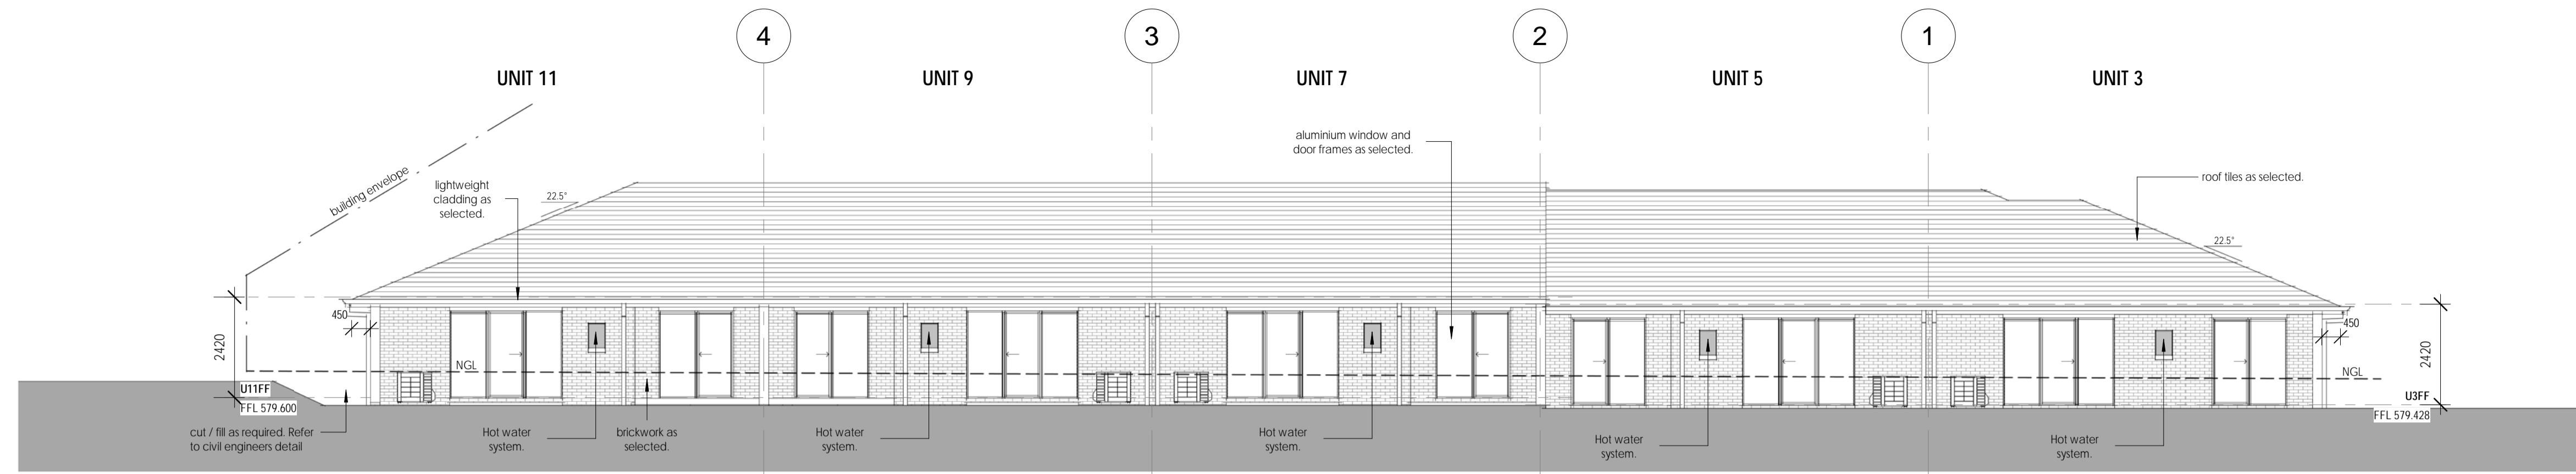 4
3
2
1
UNIT 11
UNIT 9
UNIT 7
UNIT 5
UNIT 3
aluminium window and
door frames as selected.
building envelope
lightweight
cladding as
selected.
22.5°
roof tiles as selected.
22.5°
450
450
2420
2420
NGL
NGL
U11FF
FFL 579.600
U3FF
FFL 579.428
cut / fill as required. Refer
to civil engineers detail
Hot water
system.
brickwork as
selected.
Hot water
system.
Hot water
system.
Hot water
system.
Hot water
system.